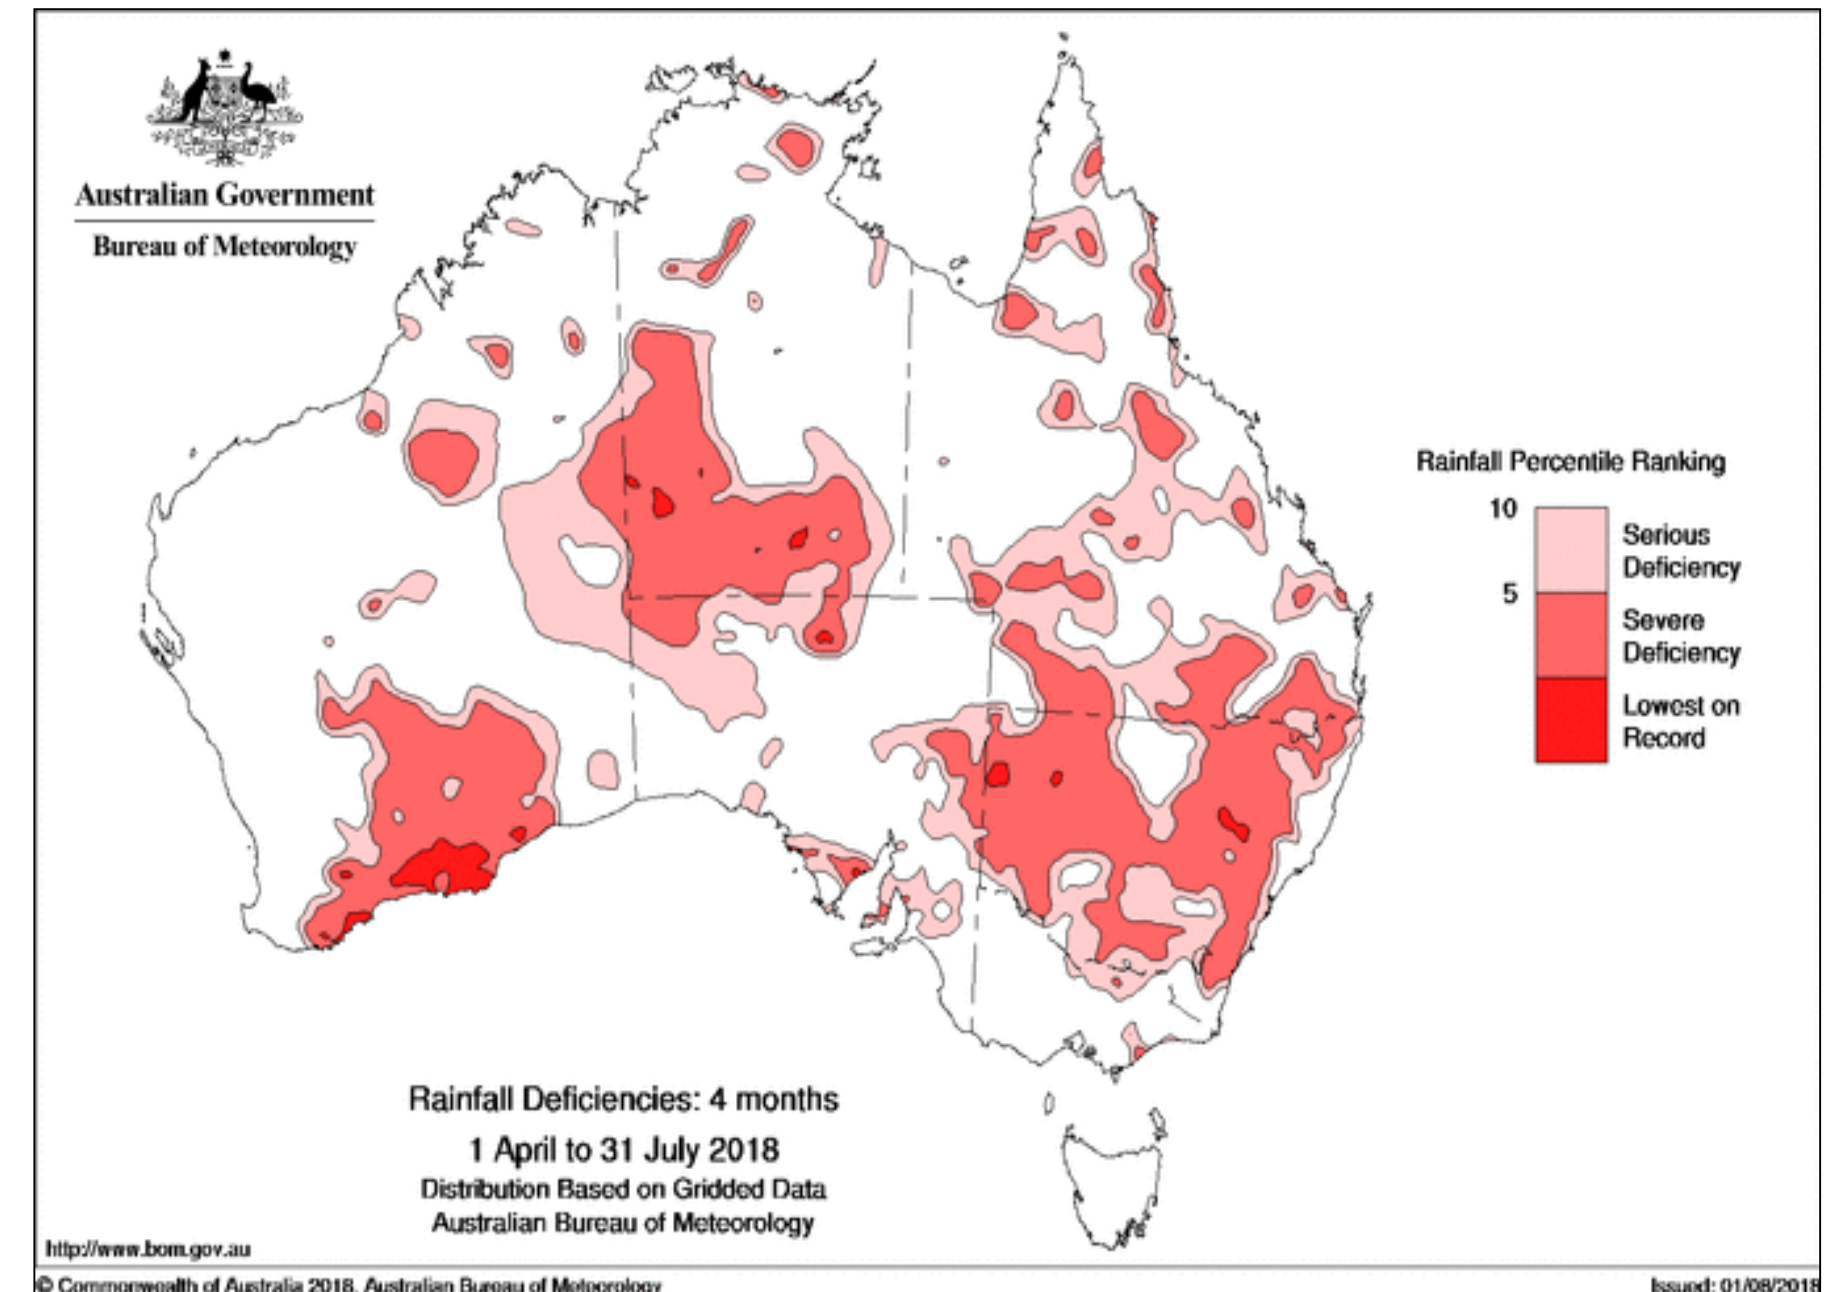 Australian Government
Bureau of Meteorology
Rainfall Percentile Ranking
10
Serious
Deficiency
5
Severe
Deficiency
Lowest on
Record
Rainfall Deficiencies: 4 months
1 April to 31 July 2018
Distribution Based on Gridded Data
Australian Bureau of Meteorology
http://www.bom.gov.au
© Commonwealth of Australia 2018, Australian Bureau of Meteorology
Issued: 01/08/2018